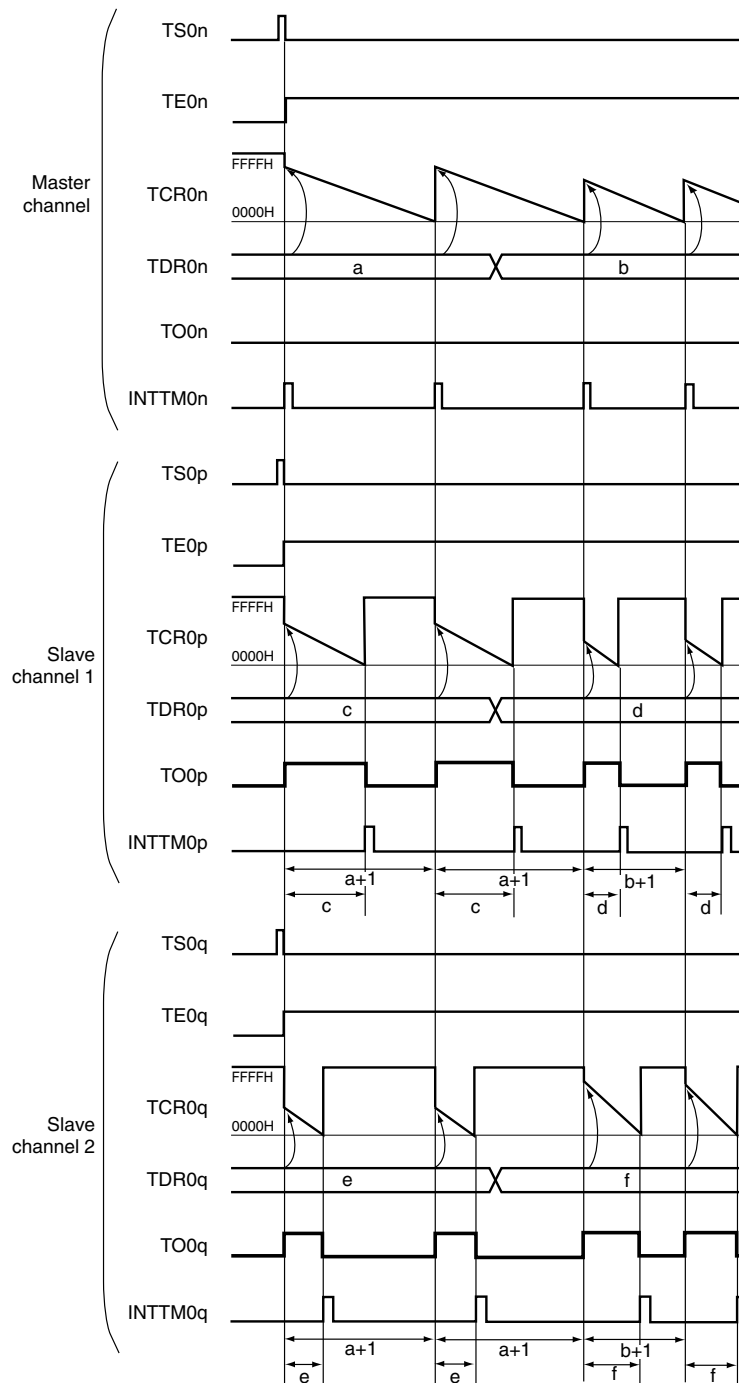 TS0n
TE0n
FFFFH
Master
channel
TCR0n
0000H
TDR0n
a
b
TO0n
INTTM0n
TS0p
TE0p
FFFFH
TCR0p
Slave
channel 1
0000H
TDR0p
c
d
TO0p
INTTM0p
a+1
a+1
b+1
c
c
d
d
TS0q
TE0q
FFFFH
TCR0q
Slave
channel 2
0000H
TDR0q
e
f
TO0q
INTTM0q
a+1
a+1
b+1
e
e
f
f